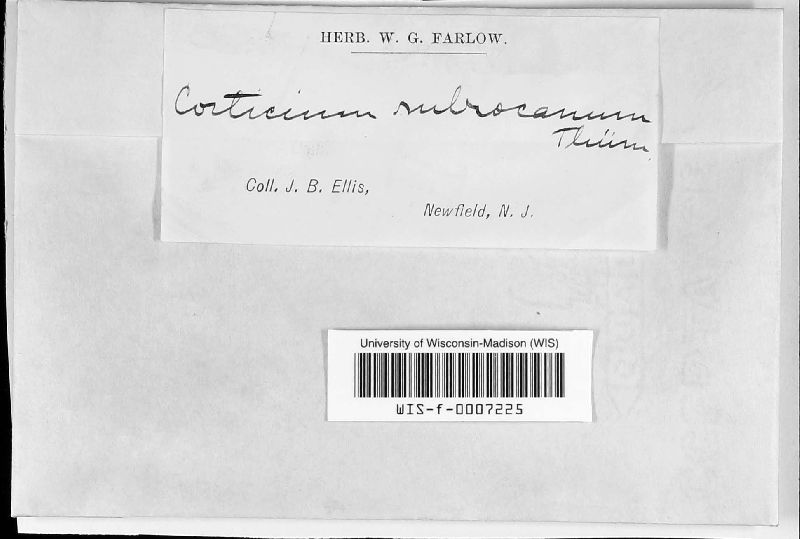 HERB. W. G. FARLOW.
Corticium subrocanum
Thüm.
Coll. J. B. Ellis,
Newfield, N. J.
University of Wisconsin-Madison (WIS)
WIS-f-0007225